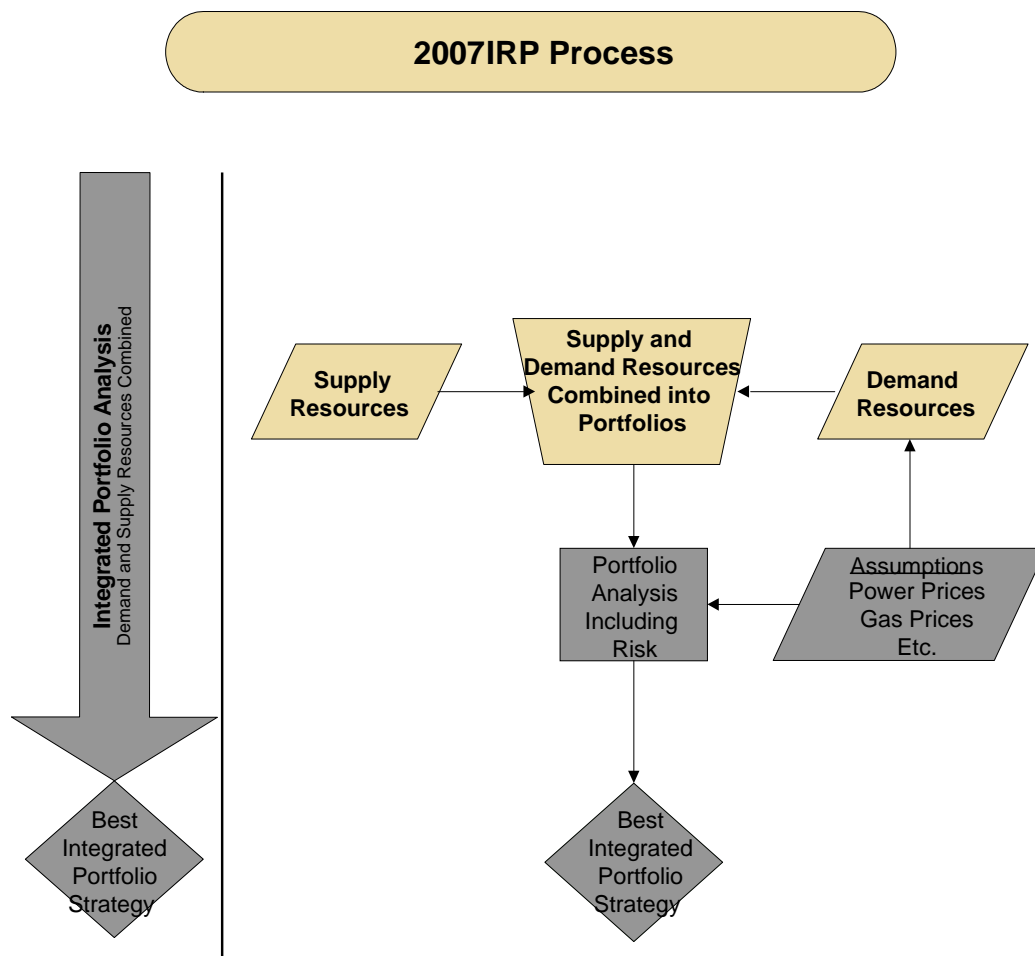 2007IRP Process
Integrated Portfolio Analysis
Demand and Supply Resources Combined
Best
Integrated
Portfolio
Strategy
Supply
Resources
Supply and
Demand Resources
Combined into
Portfolios
Demand
Resources
Portfolio
Analysis
Including
Risk
Assumptions
Power Prices
Gas Prices
Etc.
Best
Integrated
Portfolio
Strategy